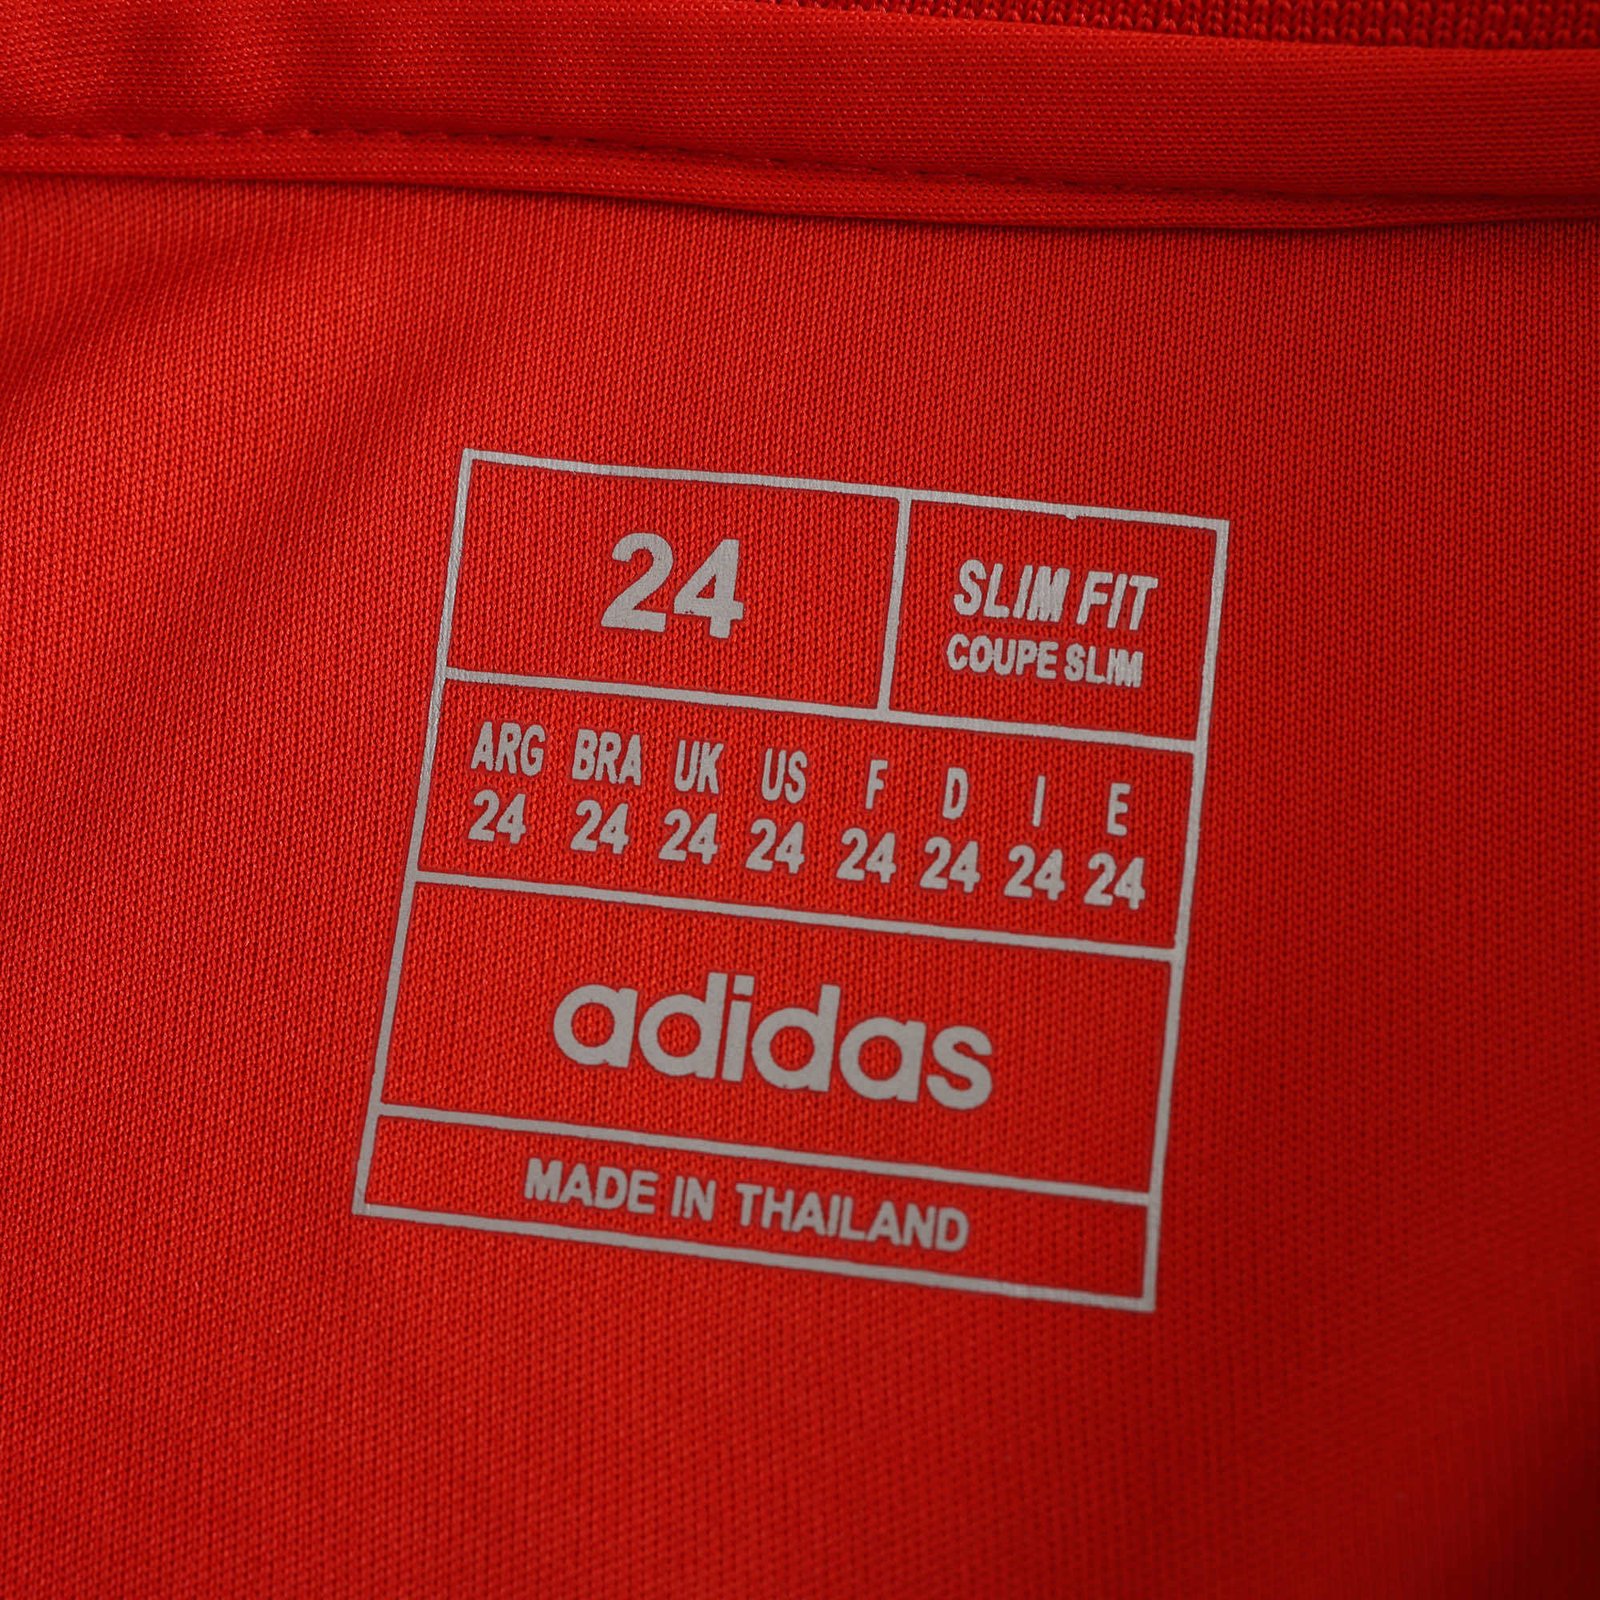 24
SLIM FIT
COUPE SLIM
ARG BRA UK US F D I E
24 24 24 24 24 24 24 24
adidas
MADE IN THAILAND